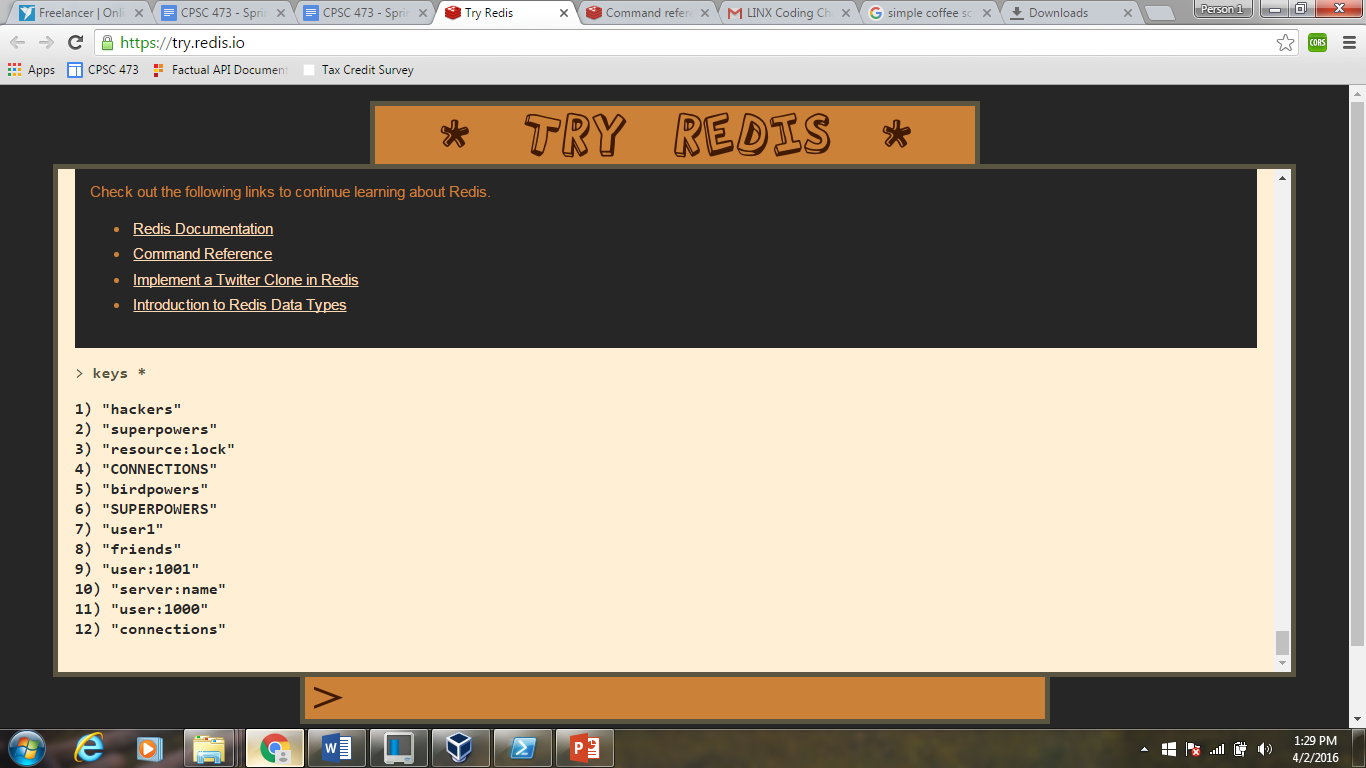 Freelancer | Onli
CPSC 473 - Sprin
CPSC 473 - Sprin
Try Redis
Command refere
LINX Coding Ch
simple coffee sc
Downloads
Person 1
https://try.redis.io
CORS
Apps
CPSC 473
Factual API Document
Tax Credit Survey
* TRY REDIS *
Check out the following links to continue learning about Redis.
• Redis Documentation
• Command Reference
• Implement a Twitter Clone in Redis
• Introduction to Redis Data Types
> keys *
1) "hackers"
2) "superpowers"
3) "resource:lock"
4) "CONNECTIONS"
5) "birdpowers"
6) "SUPERPOWERS"
7) "user1"
8) "friends"
9) "user:1001"
10) "server:name"
11) "user:1000"
12) "connections"
>
1:29 PM
4/2/2016